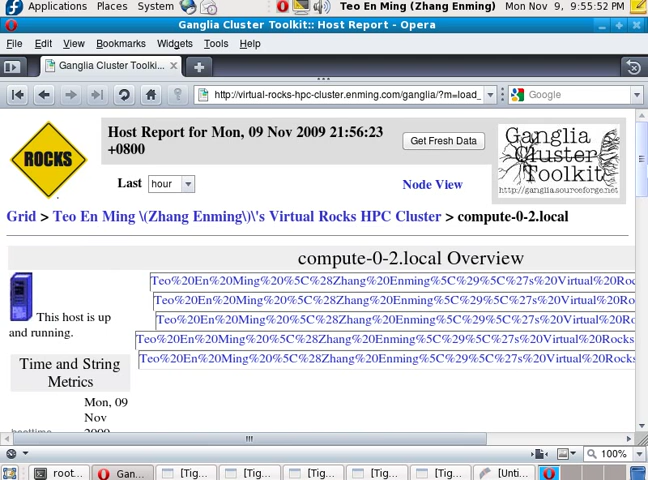 Applications Places System Teo En Ming (Zhang Enming) Mon Nov 9, 9:55:52 PM
Ganglia Cluster Toolkit:: Host Report - Opera
File Edit View Bookmarks Widgets Tools Help
Ganglia Cluster Toolki...
http://virtual-rocks-hpc-cluster.enming.com/ganglia/?m=load_ Google
ROCKS
Host Report for Mon, 09 Nov 2009 21:56:23
+0800
Get Fresh Data
Last hour Node View
Ganglia
Cluster
Toolkit
http://ganglia.sourceforge.net
Grid > Teo En Ming \(Zhang Enming\)\'s Virtual Rocks HPC Cluster > compute-0-2.local
compute-0-2.local Overview
This host is up
and running.
Teo%20En%20Ming%20%5C%28Zhang%20Enming%5C%29%5C%27s%20Virtual%20Roc
Teo%20En%20Ming%20%5C%28Zhang%20Enming%5C%29%5C%27s%20Virtual%20Ro
Teo%20En%20Ming%20%5C%28Zhang%20Enming%5C%29%5C%27s%20Virtual%20Ro
Teo%20En%20Ming%20%5C%28Zhang%20Enming%5C%29%5C%27s%20Virtual%20Rocks
Teo%20En%20Ming%20%5C%28Zhang%20Enming%5C%29%5C%27s%20Virtual%20Rocks
Time and String
Metrics
Mon, 09
Nov
100%
root... Gan... [Tig... [Tig... [Tig... [Tig... [Tig... [Unti...